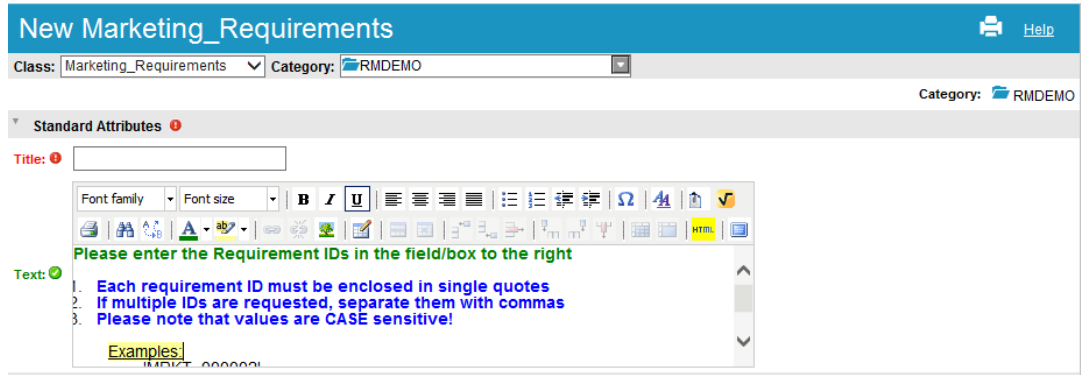 New Marketing_Requirements
Help
Class: Marketing_Requirements Category: RMDEMO
Category: RMDEMO
Standard Attributes
Title:
Font family Font size B I U Ω A
A ab HTML
Please enter the Requirement IDs in the field/box to the right
Text:
1. Each requirement ID must be enclosed in single quotes
2. If multiple IDs are requested, separate them with commas
3. Please note that values are CASE sensitive!
Examples: